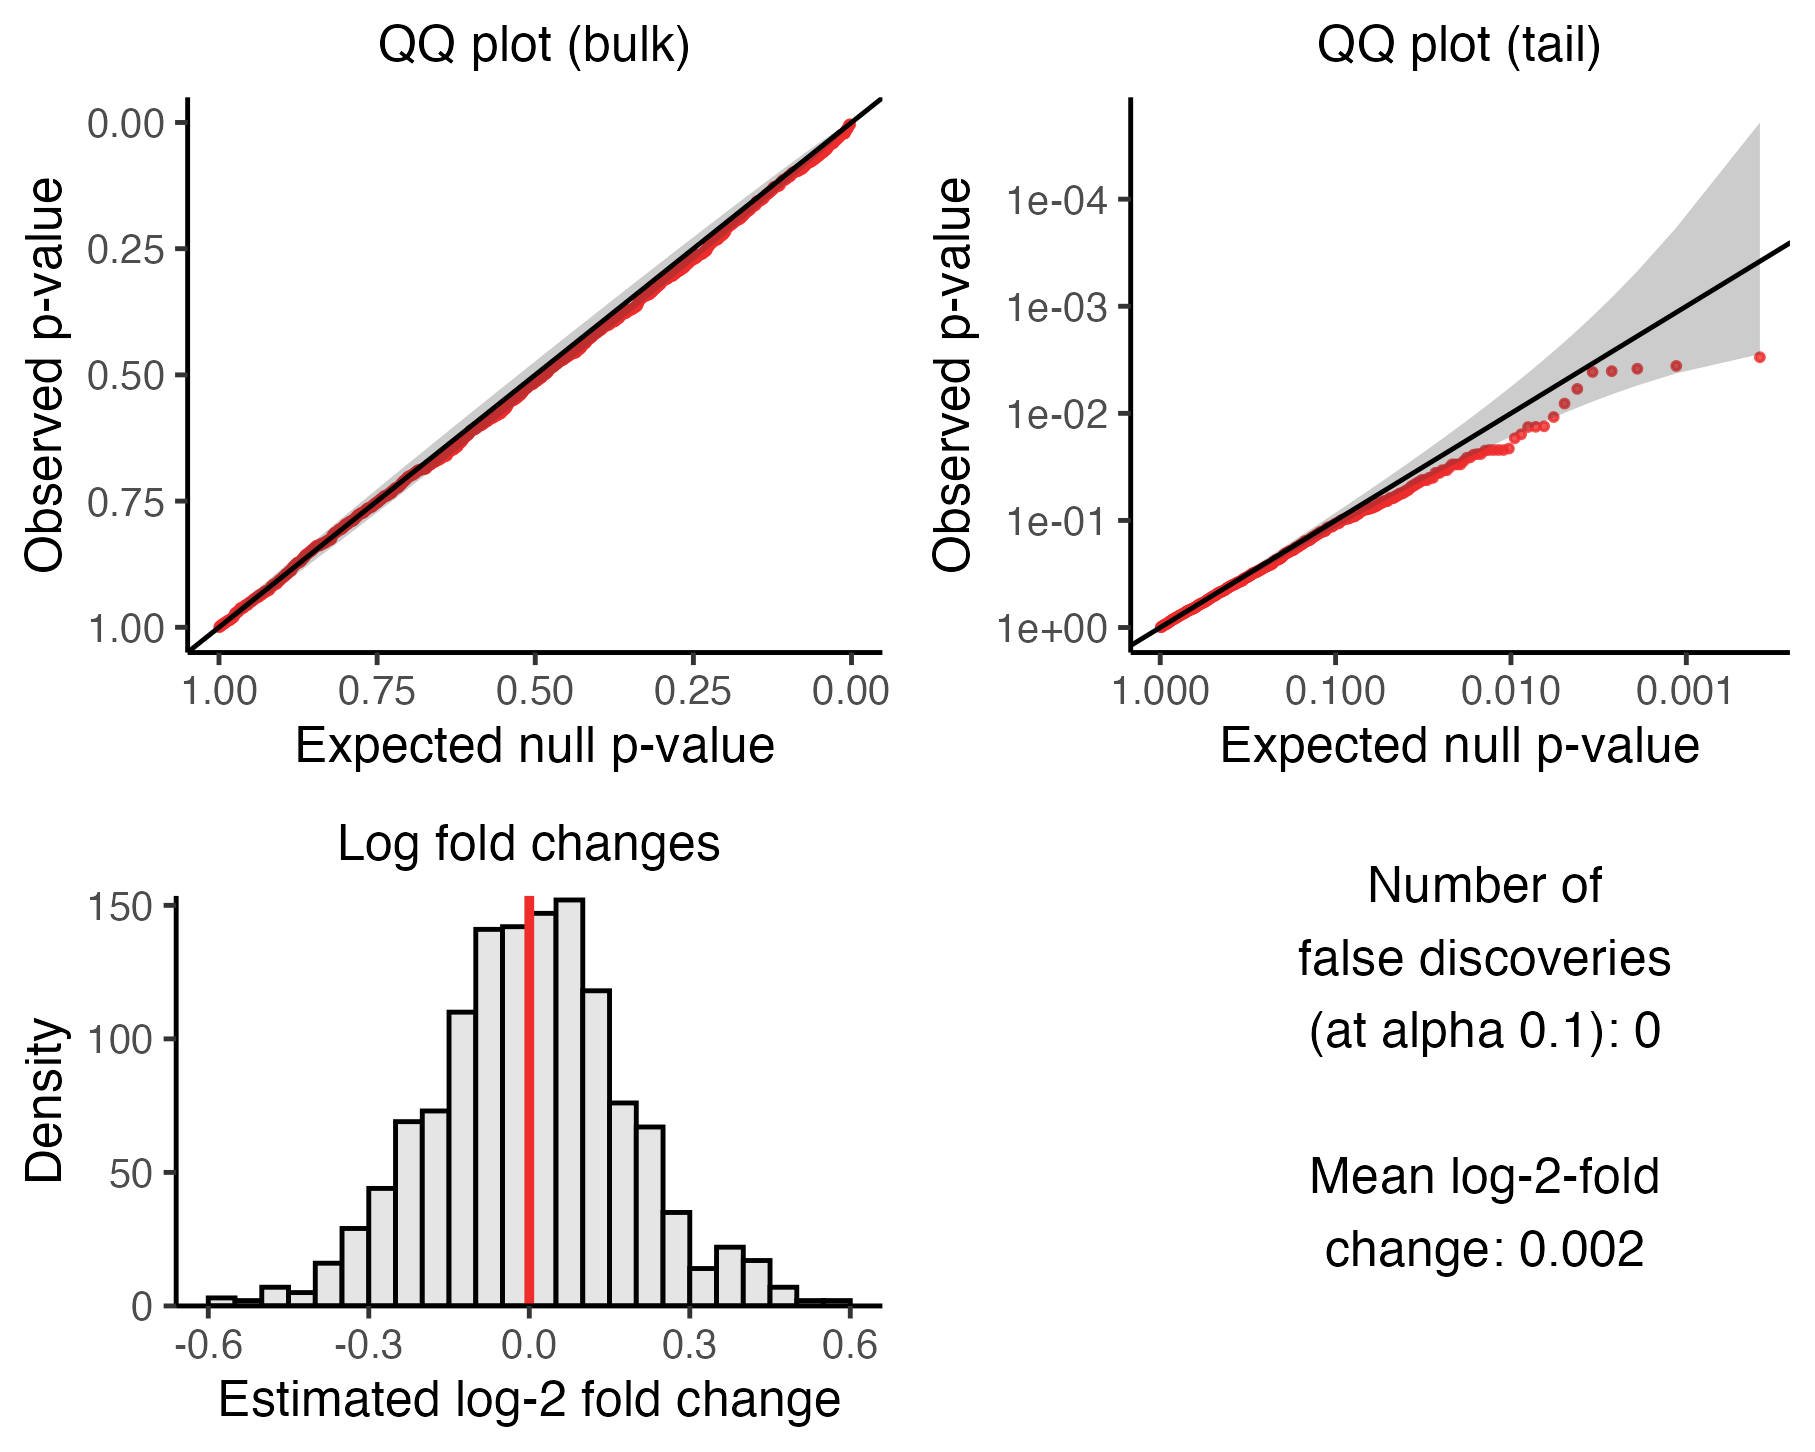 QQ plot (bulk)
Observed p-value
0.00
0.25
0.50
0.75
1.00
1.00 0.75 0.50 0.25 0.00
Expected null p-value
QQ plot (tail)
Observed p-value
1e-04
1e-03
1e-02
1e-01
1e+00
1.000 0.100 0.010 0.001
Expected null p-value
Log fold changes
Density
150
100
50
0
-0.6 -0.3 0.0 0.3 0.6
Estimated log-2 fold change
Number of
false discoveries
(at alpha 0.1): 0
Mean log-2-fold
change: 0.002